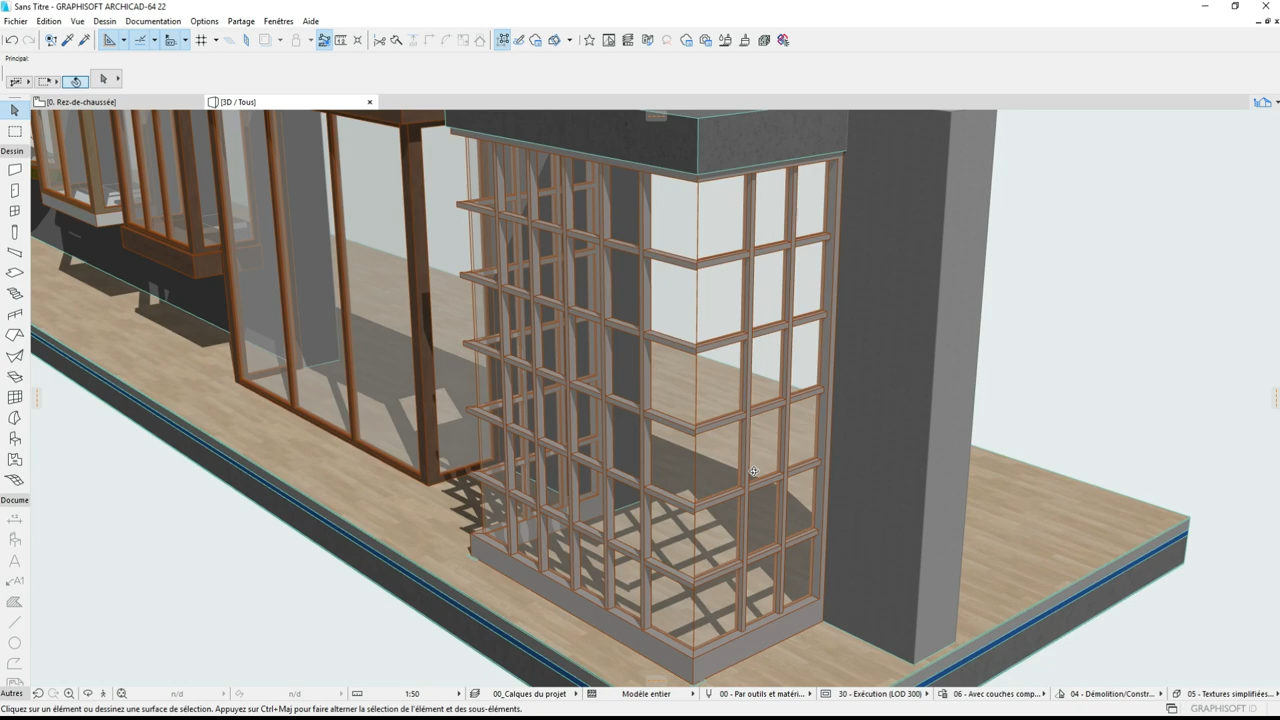 Sans Titre - GRAPHISOFT ARCHICAD-64 22
Fichier Edition Vue Dessin Documentation Options Partage Fenêtres Aide
Principal:
[0. Rez-de-chaussée]
[3D / Tous]
Dessin
Docume
1.2
A
A1
Autres
n/d
n/d
1:50
00_Calques du projet
Modèle entier
00 - Par outils et matéri...
30 - Exécution (LOD 300)
06 - Avec couches comp...
04 - Démolition/Constr...
05 - Textures simplifiées...
Cliquez sur un élément ou dessinez une surface de sélection. Appuyez sur Ctrl+Maj pour faire alterner la sélection de l'élément et des sous-éléments.
GRAPHISOFT ID